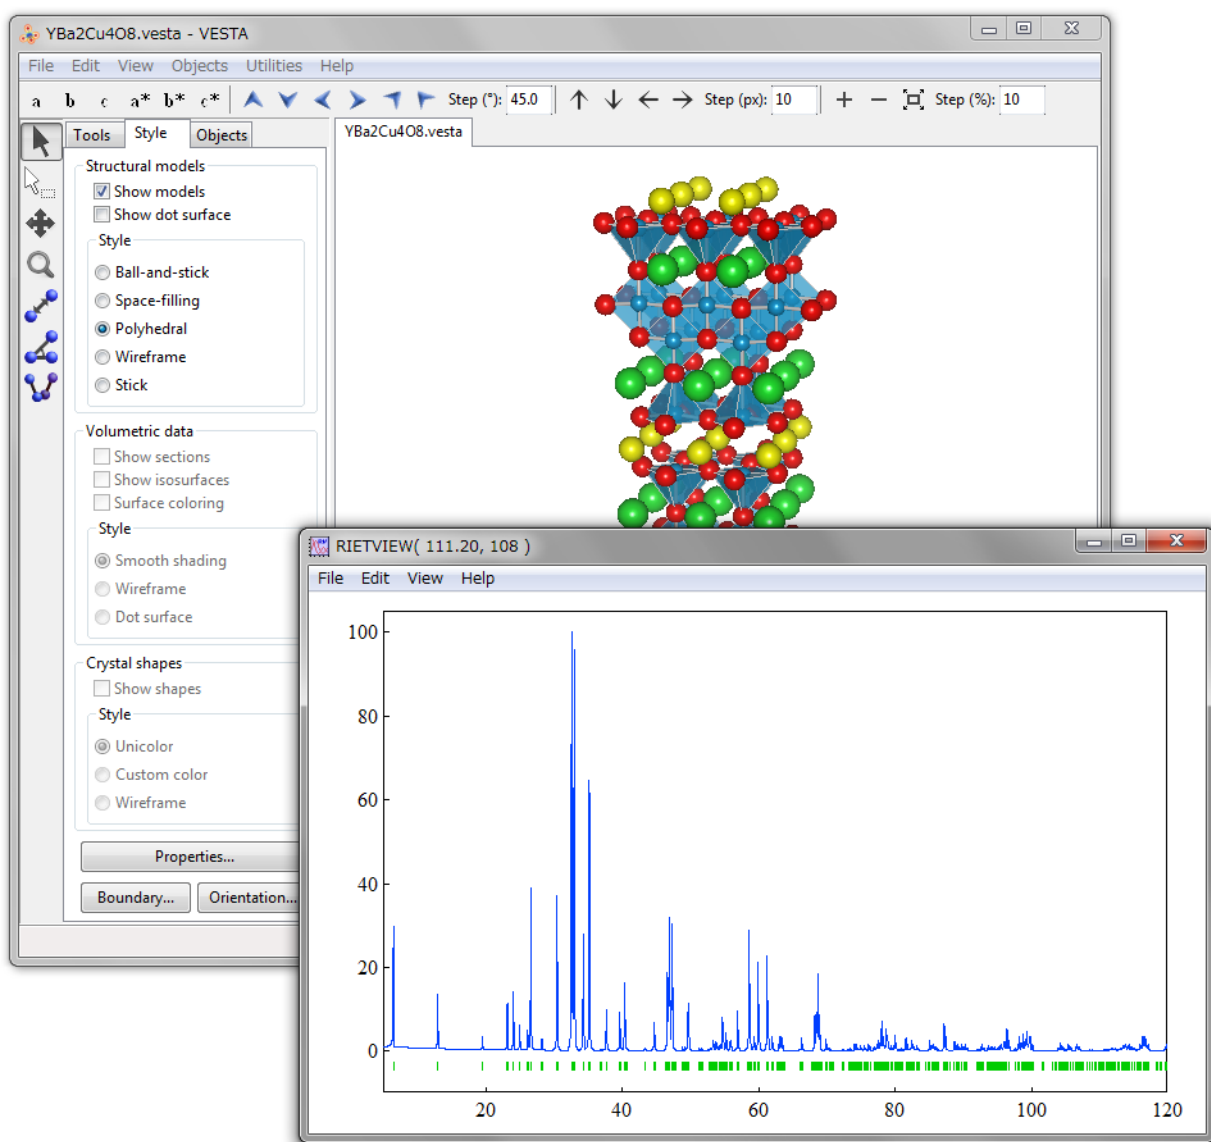 YBa2Cu4O8.vesta - VESTA
File Edit View Objects Utilities Help
a b c a* b* c* Step (°): 45.0 Step (px): 10 Step (%): 10
Tools Style Objects
YBa2Cu4O8.vesta
Structural models
Show models
Show dot surface
Style
Ball-and-stick
Space-filling
Polyhedral
Wireframe
Stick
Volumetric data
Show sections
Show isosurfaces
Surface coloring
Style
Smooth shading
Wireframe
Dot surface
Crystal shapes
Show shapes
Style
Unicolor
Custom color
Wireframe
Properties...
Boundary... Orientation...
RIETVIEW( 111.20, 108 )
File Edit View Help
100
80
60
40
20
0
20 40 60 80 100 120